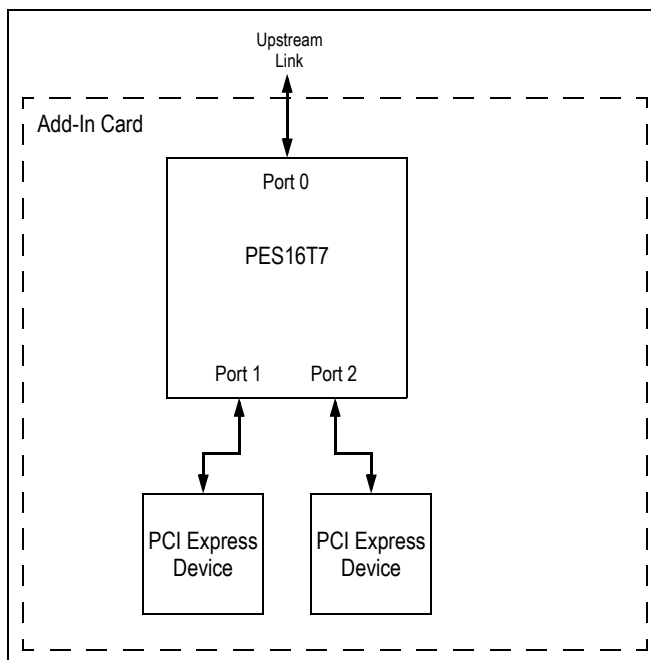 Upstream
Link
Add-In Card
Port 0
PES16T7
Port 1 Port 2
PCI Express
Device
PCI Express
Device